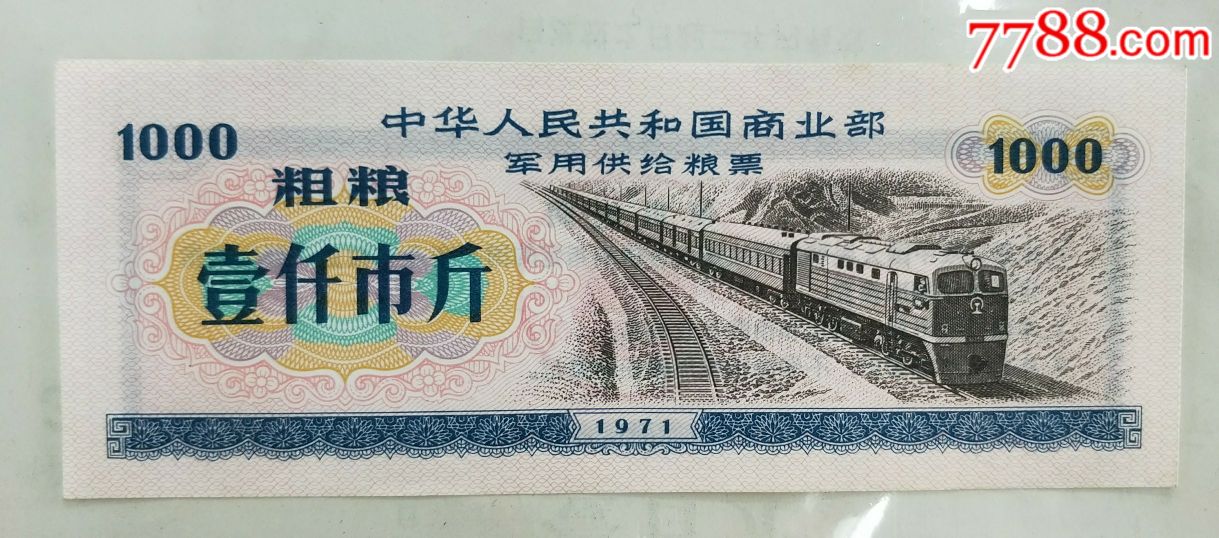 7788.com
中华人民共和国商业部
1000
1000
军用供给粮票
粗粮
壹仟市斤
1971